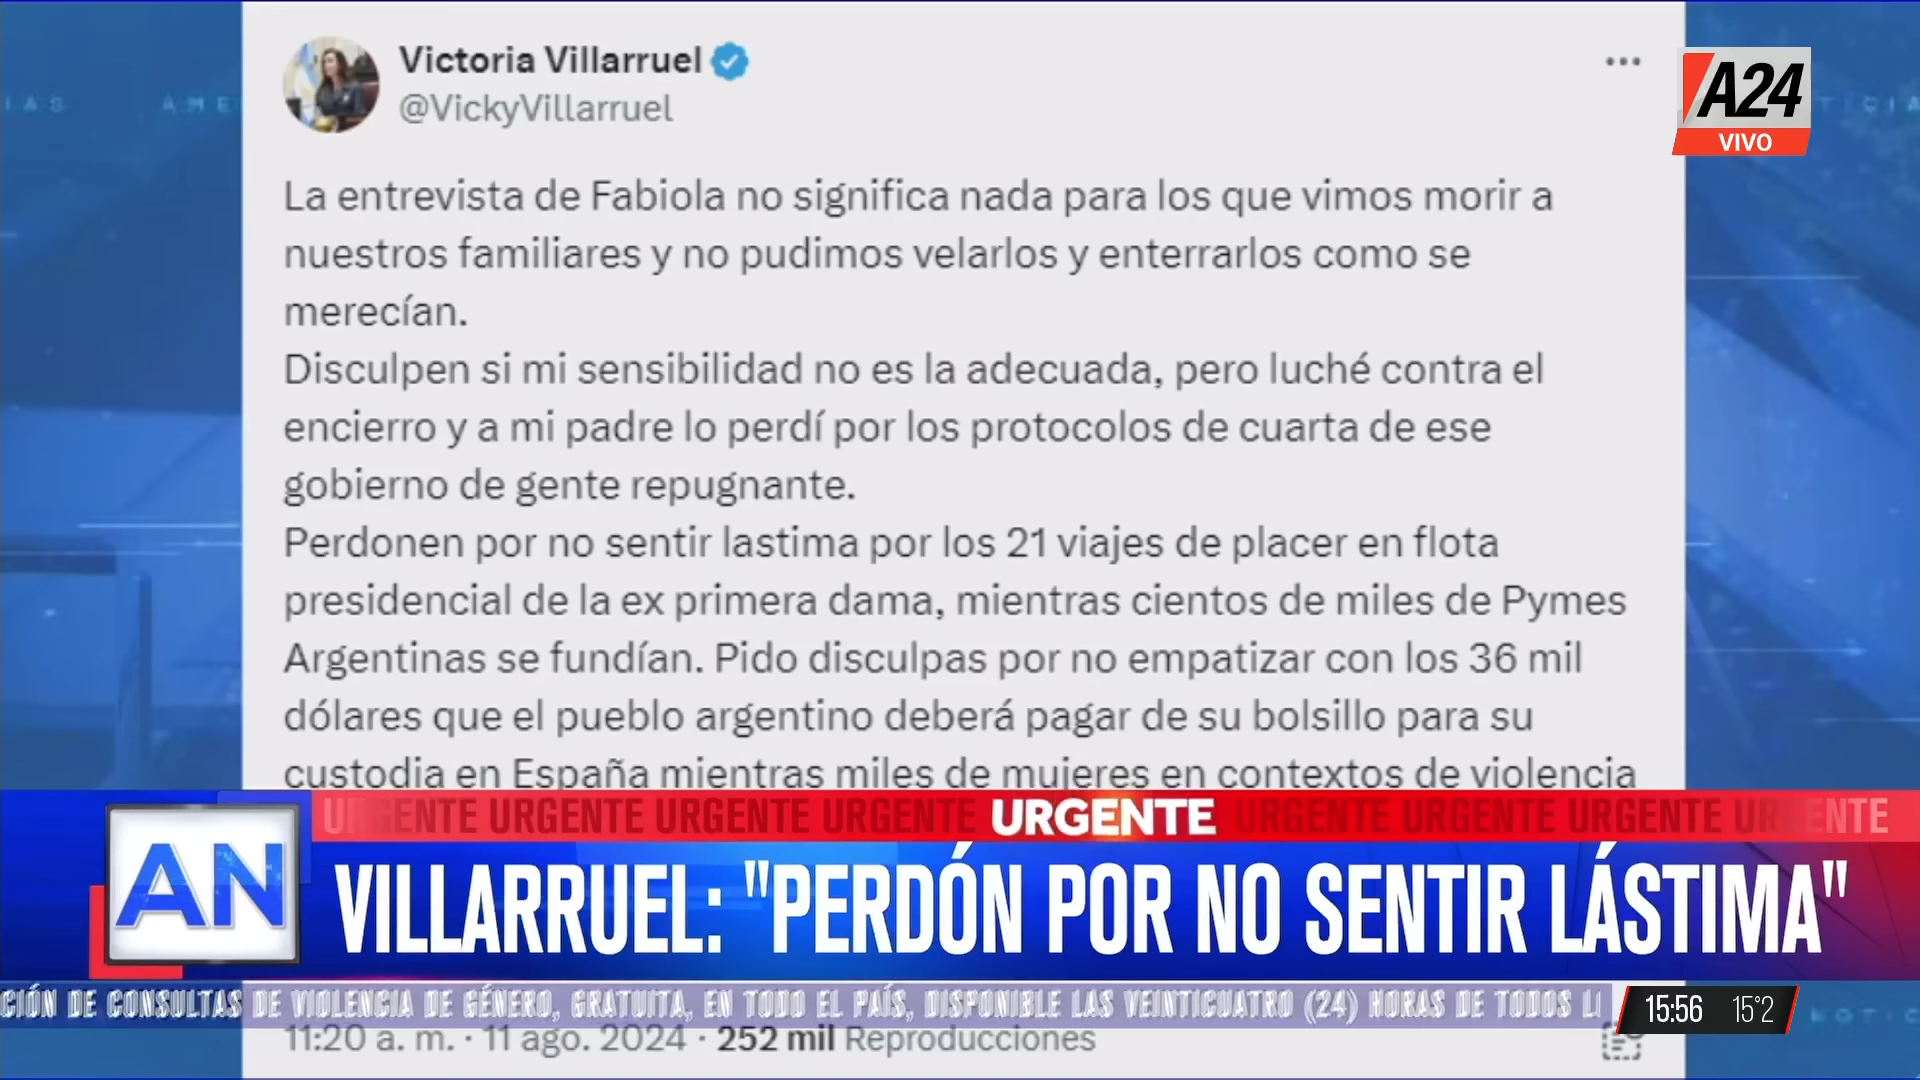 Victoria Villarruel
@VickyVillarruel
A24
VIVO
La entrevista de Fabiola no significa nada para los que vimos morir a
nuestros familiares y no pudimos velarlos y enterrarlos como se
merecían.
Disculpen si mi sensibilidad no es la adecuada, pero luché contra el
encierro y a mi padre lo perdí por los protocolos de cuarta de ese
gobierno de gente repugnante.
Perdonen por no sentir lastima por los 21 viajes de placer en flota
presidencial de la ex primera dama, mientras cientos de miles de Pymes
Argentinas se fundían. Pido disculpas por no empatizar con los 36 mil
dólares que el pueblo argentino deberá pagar de su bolsillo para su
custodia en España mientras miles de mujeres en contextos de violencia
URGENTE URGENTE URGENTE URGENTE URGENTE URGENTE URGENTE URGENTE URGENTE
AN
VILLARRUEL: "PERDÓN POR NO SENTIR LÁSTIMA"
CIÓN DE CONSULTAS DE VIOLENCIA DE GÉNERO, GRATUITA, EN TODO EL PAÍS, DISPONIBLE LAS VEINTICUATRO (24) HORAS DE TODOS
15:56 15°2
11:20 a. m. · 11 ago. 2024 · 252 mil Reproducciones